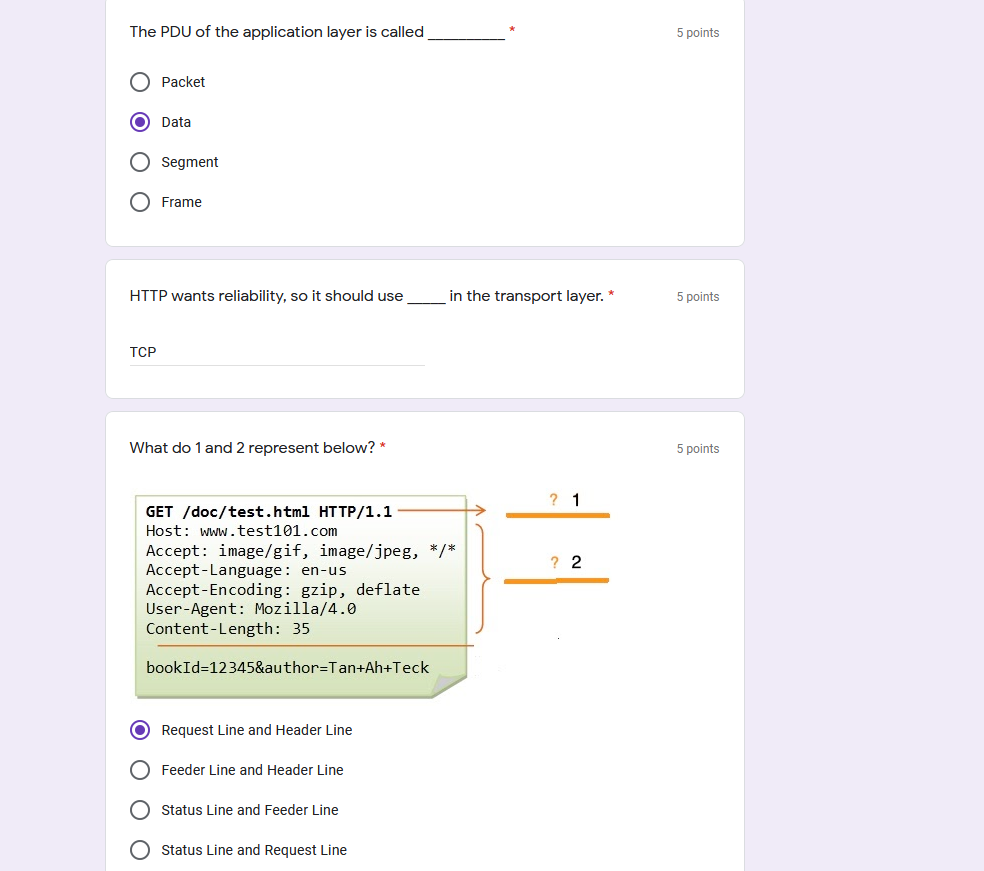 The PDU of the application layer is called __________ *
5 points
Packet
Data
Segment
Frame
HTTP wants reliability, so it should use _____ in the transport layer. *
5 points
TCP
What do 1 and 2 represent below? *
5 points
GET /doc/test.html HTTP/1.1
? 1
Host: www.test101.com
Accept: image/gif, image/jpeg, */*
? 2
Accept-Language: en-us
Accept-Encoding: gzip, deflate
User-Agent: Mozilla/4.0
Content-Length: 35
bookId=12345&author=Tan+Ah+Teck
Request Line and Header Line
Feeder Line and Header Line
Status Line and Feeder Line
Status Line and Request Line